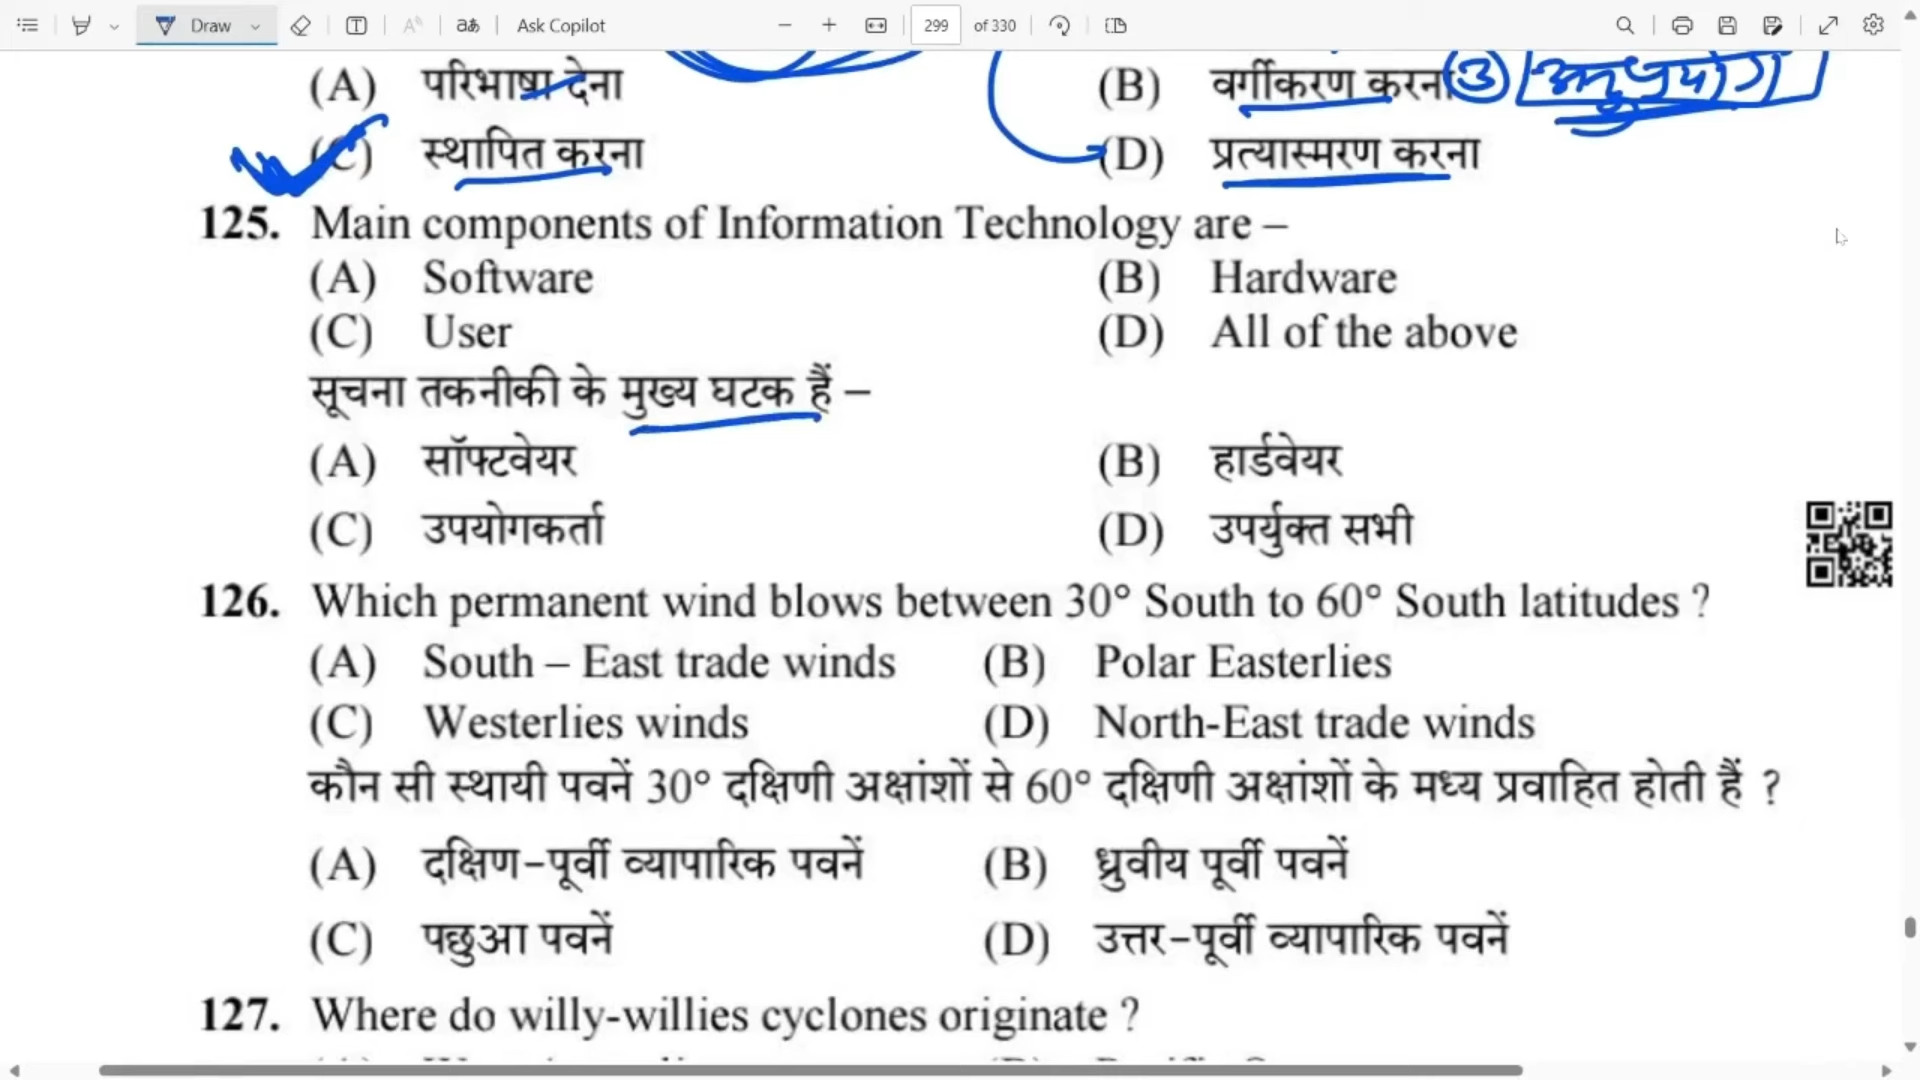 Draw
Ask Copilot
299 of 330
(A) परिभाषा देना (B) वर्गीकरण करना ③ अनुप्रयोग
(C) स्थापित करना (D) प्रत्यास्मरण करना
125. Main components of Information Technology are –
(A) Software (B) Hardware
(C) User (D) All of the above
सूचना तकनीकी के मुख्य घटक हैं –
(A) सॉफ्टवेयर (B) हार्डवेयर
(C) उपयोगकर्ता (D) उपर्युक्त सभी
126. Which permanent wind blows between 30° South to 60° South latitudes ?
(A) South – East trade winds (B) Polar Easterlies
(C) Westerlies winds (D) North-East trade winds
कौन सी स्थायी पवनें 30° दक्षिणी अक्षांशों से 60° दक्षिणी अक्षांशों के मध्य प्रवाहित होती हैं ?
(A) दक्षिण-पूर्वी व्यापारिक पवनें (B) ध्रुवीय पूर्वी पवनें
(C) पछुआ पवनें (D) उत्तर-पूर्वी व्यापारिक पवनें
127. Where do willy-willies cyclones originate ?